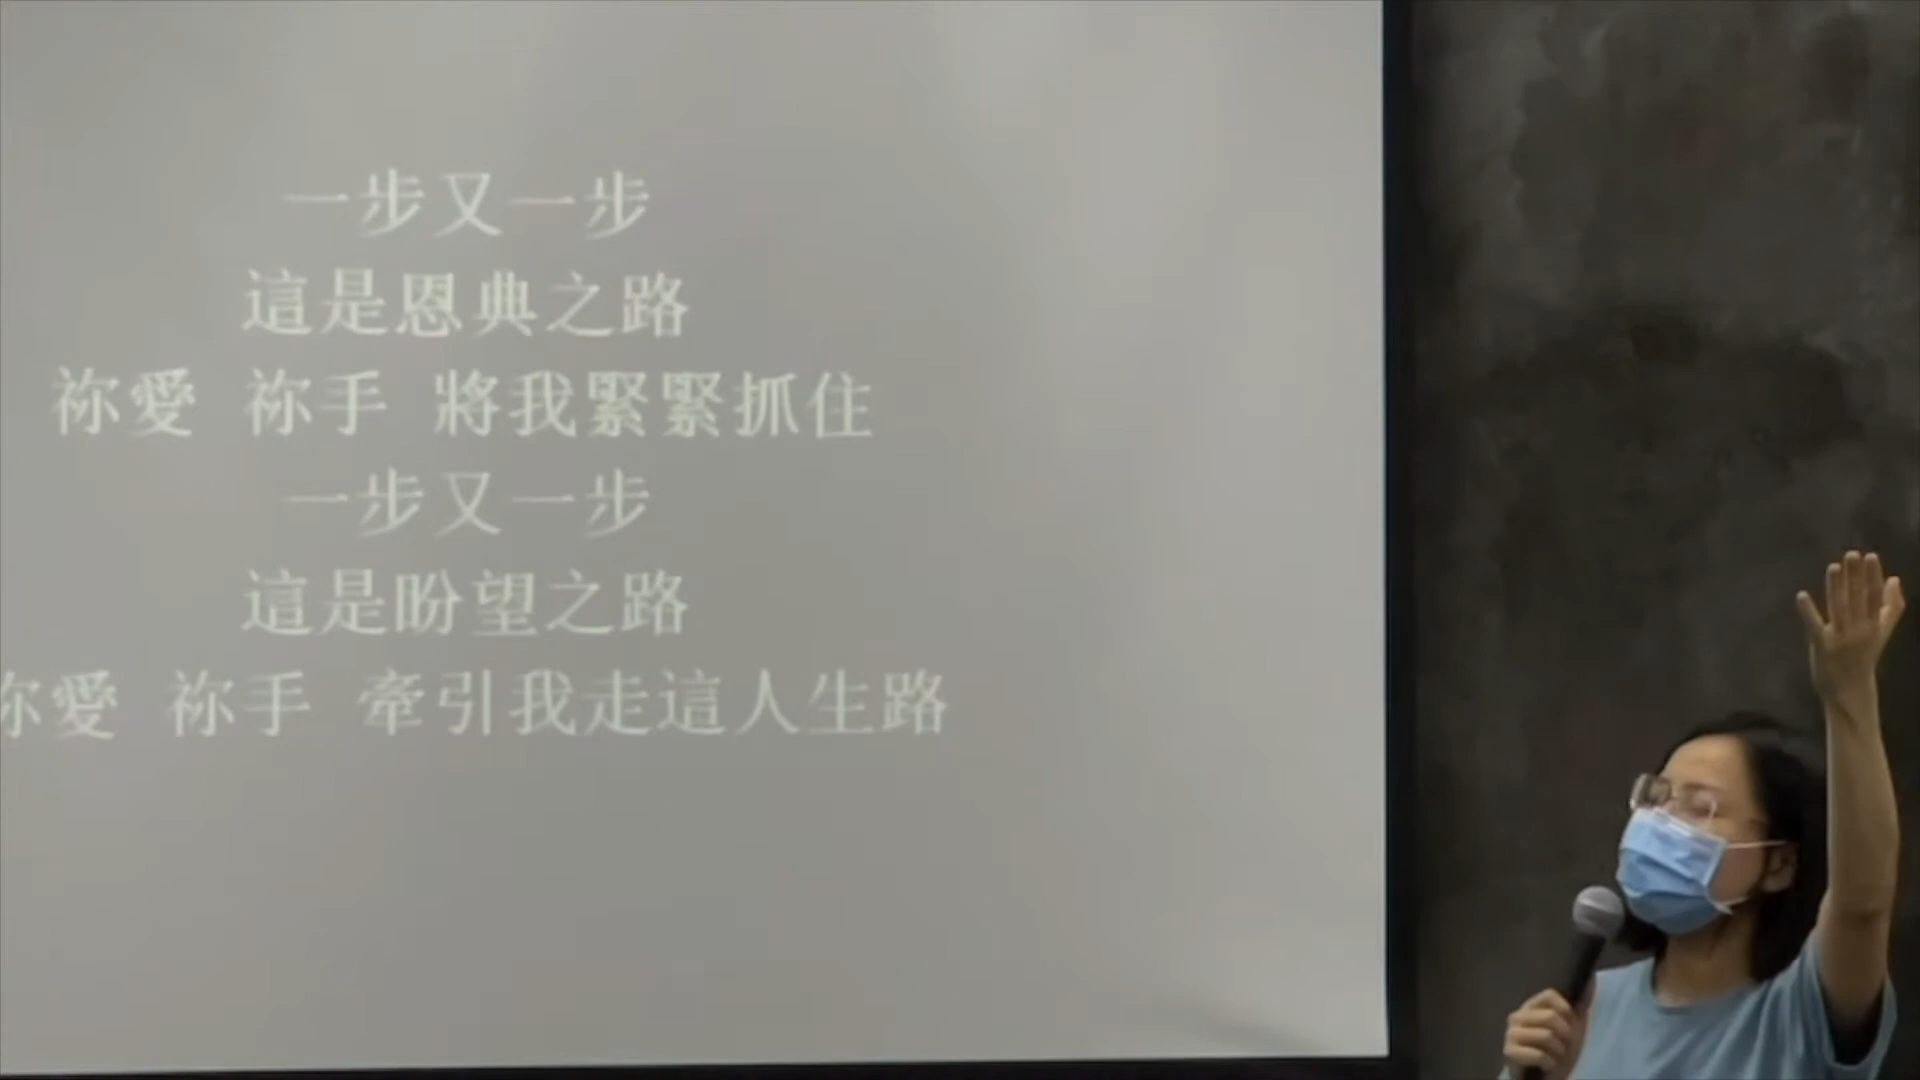 一步又一步
這是恩典之路
祢愛 祢手 將我緊緊抓住
一步又一步
這是盼望之路
祢愛 祢手 牽引我走這人生路